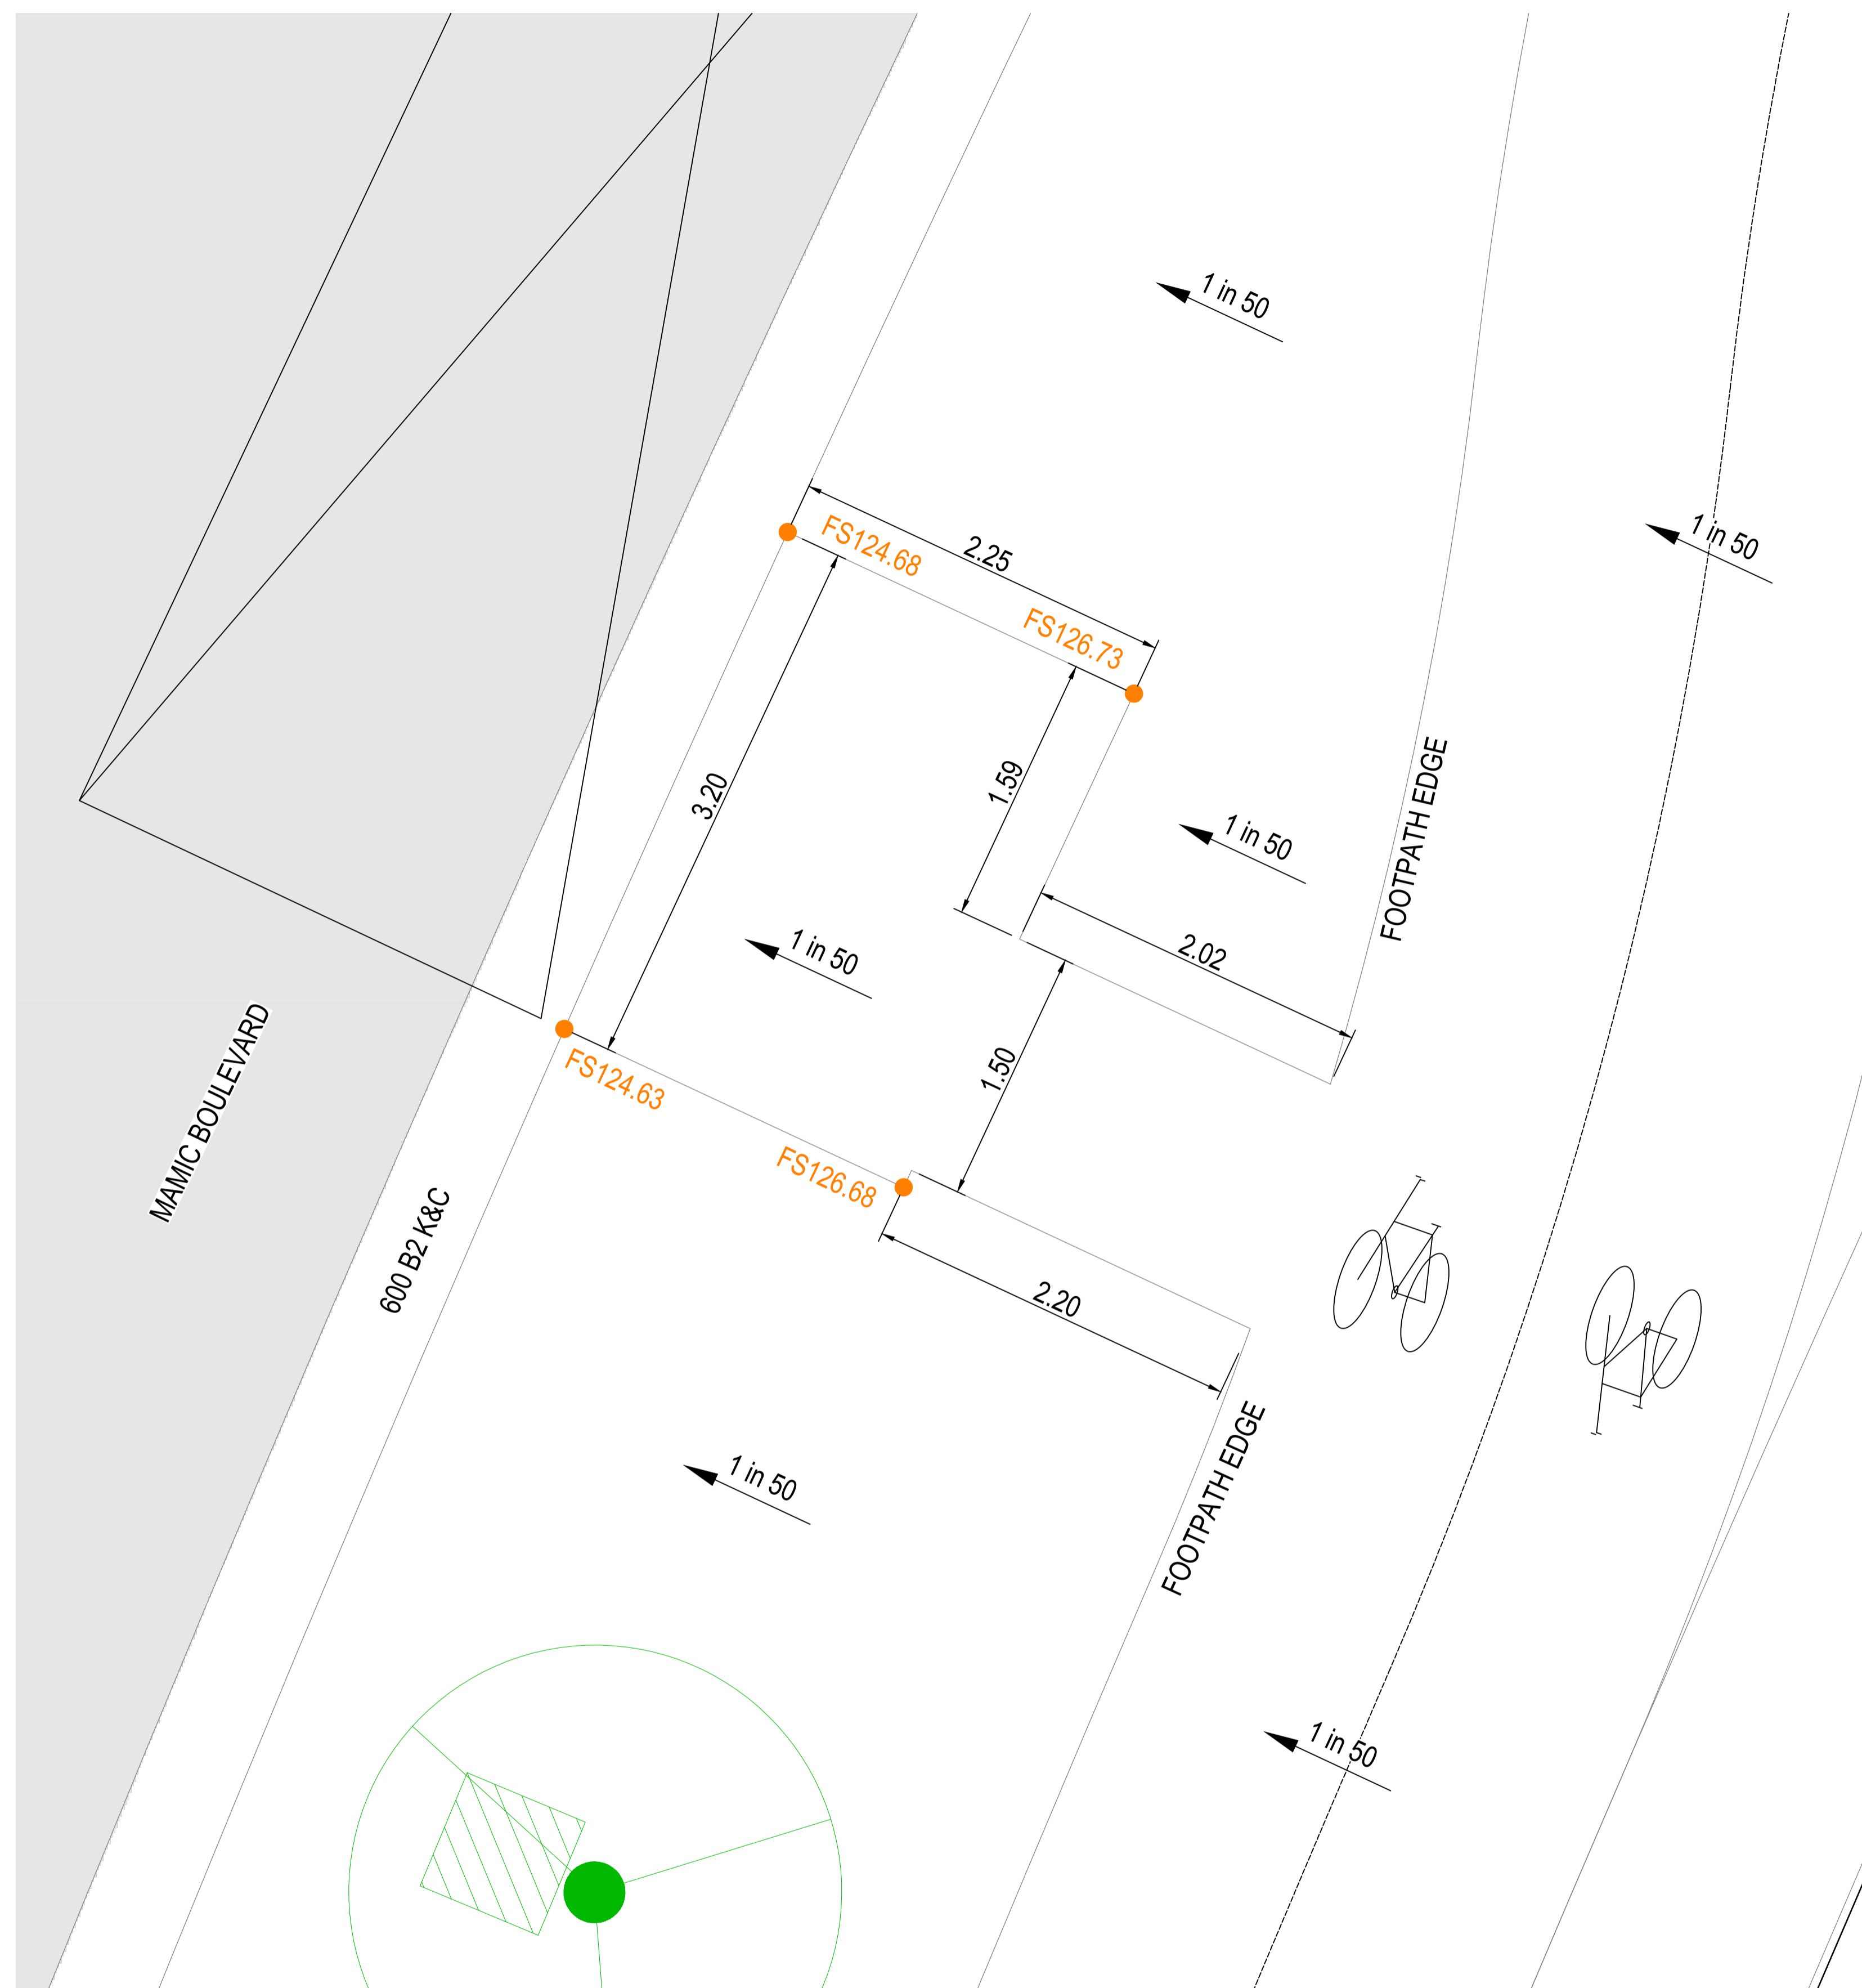 1 in 50
1 in 50
FS124.68
2.25
FS126.73
3.20
1.59
FOOTPATH EDGE
1 in 50
2.02
1 in 50
MAMIC BOULEVARD
1.50
FS124.63
FS126.68
600 B2 K&C
2.20
FOOTPATH EDGE
1 in 50
1 in 50